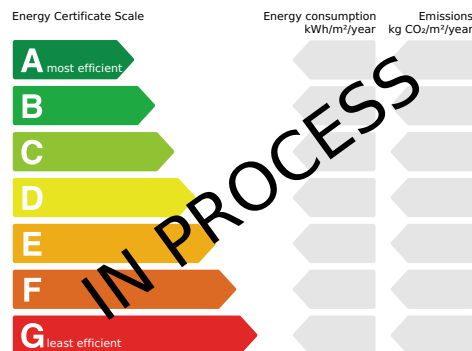 Energy Certificate Scale
Energy consumption
kWh/m²/year
Emissions
kg CO₂/m²/year
A most efficient
B
C
D
E
F
G least efficient
IN PROCESS